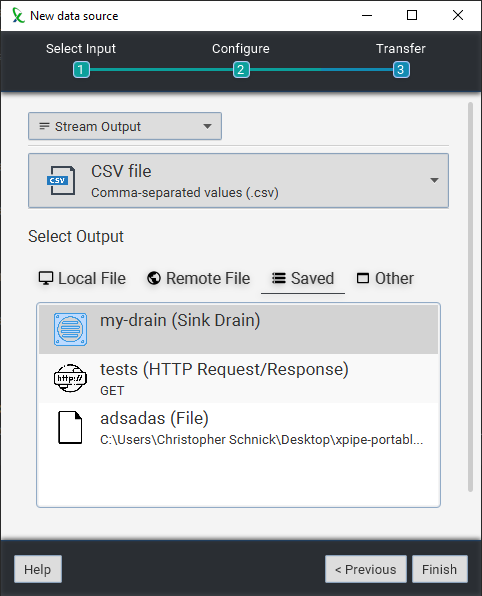 New data source
Select Input Configure Transfer
1 2 3
Stream Output
CSV
CSV file
Comma-separated values (.csv)
Select Output
Local File Remote File Saved Other
my-drain (Sink Drain)
http://
tests (HTTP Request/Response)
GET
adsadas (File)
C:\Users\Christopher Schnick\Desktop\xpipe-portabl...
Help < Previous Finish